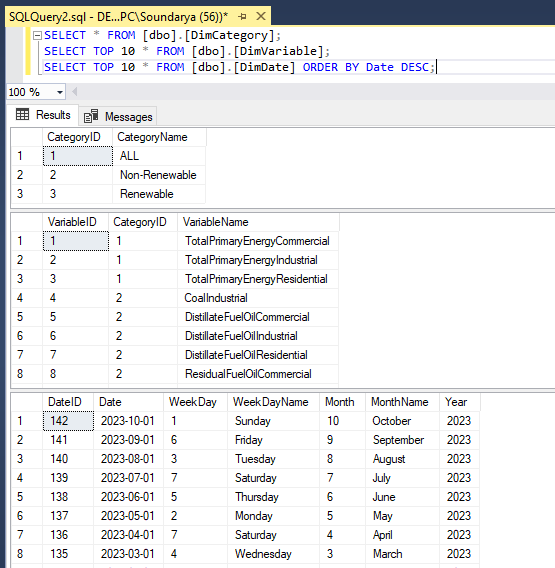 SQLQuery2.sql - DE...PC\Soundarya (56))*
SELECT * FROM [dbo].[DimCategory];
SELECT TOP 10 * FROM [dbo].[DimVariable];
SELECT TOP 10 * FROM [dbo].[DimDate] ORDER BY Date DESC;
100 %
Results Messages
CategoryID CategoryName
1 1 ALL
2 2 Non-Renewable
3 3 Renewable
VariableID CategoryID VariableName
1 1 1 TotalPrimaryEnergyCommercial
2 2 1 TotalPrimaryEnergyIndustrial
3 3 1 TotalPrimaryEnergyResidential
4 4 2 CoalIndustrial
5 5 2 DistillateFuelOilCommercial
6 6 2 DistillateFuelOilIndustrial
7 7 2 DistillateFuelOilResidential
8 8 2 ResidualFuelOilCommercial
DateID Date WeekDay WeekDayName Month MonthName Year
1 142 2023-10-01 1 Sunday 10 October 2023
2 141 2023-09-01 6 Friday 9 September 2023
3 140 2023-08-01 3 Tuesday 8 August 2023
4 139 2023-07-01 7 Saturday 7 July 2023
5 138 2023-06-01 5 Thursday 6 June 2023
6 137 2023-05-01 2 Monday 5 May 2023
7 136 2023-04-01 7 Saturday 4 April 2023
8 135 2023-03-01 4 Wednesday 3 March 2023